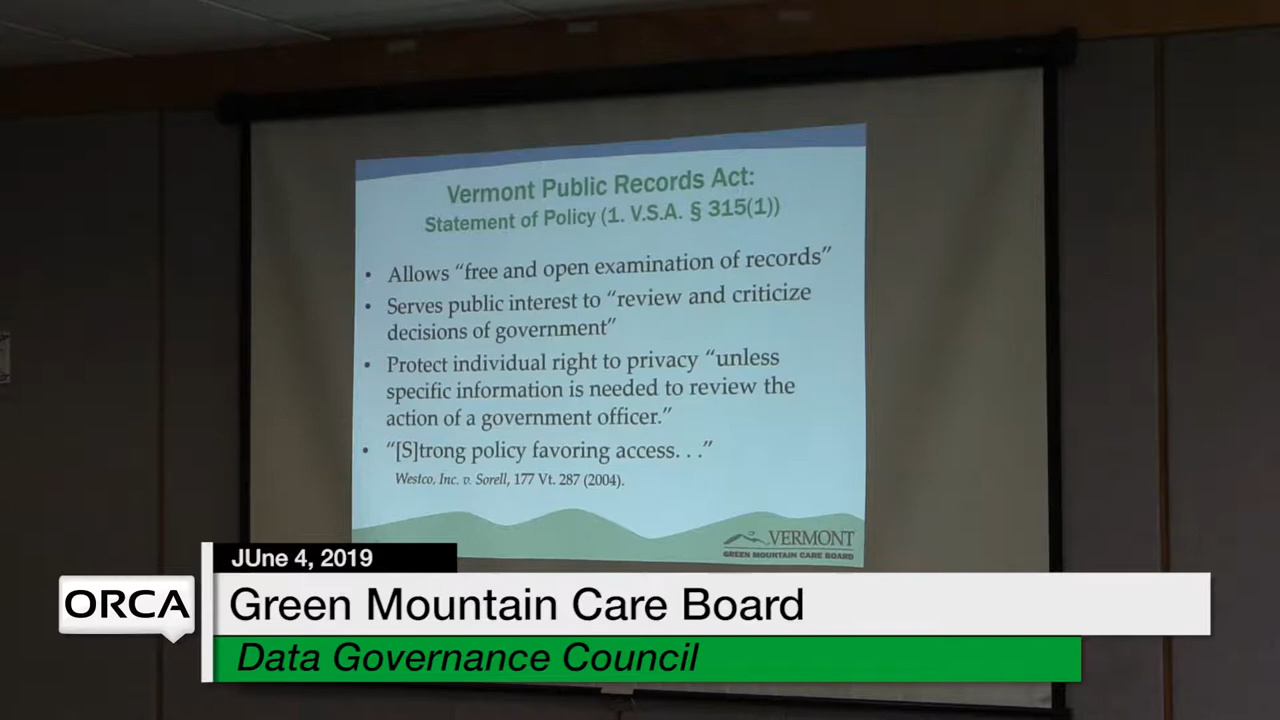 Vermont Public Records Act:
Statement of Policy (1. V.S.A. § 315(1))
• Allows “free and open examination of records”
• Serves public interest to “review and criticize
decisions of government”
• Protect individual right to privacy “unless
specific information is needed to review the
action of a government officer.”
• “[S]trong policy favoring access. . .”
Westco, Inc. v. Sorell, 177 Vt. 287 (2004).
VERMONT
GREEN MOUNTAIN CARE BOARD
JUne 4, 2019
ORCA
Green Mountain Care Board
Data Governance Council